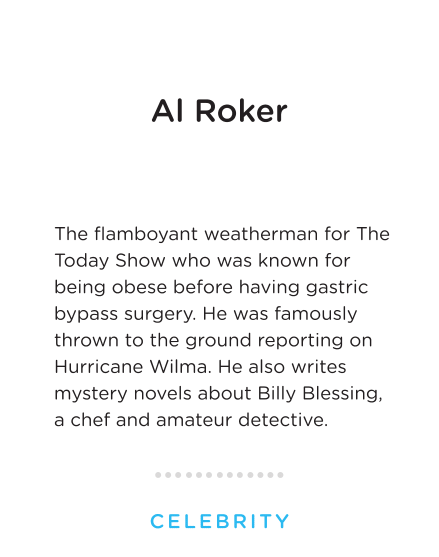 Al Roker
The flamboyant weatherman for The
Today Show who was known for
being obese before having gastric
bypass surgery. He was famously
thrown to the ground reporting on
Hurricane Wilma. He also writes
mystery novels about Billy Blessing,
a chef and amateur detective.
CELEBRITY